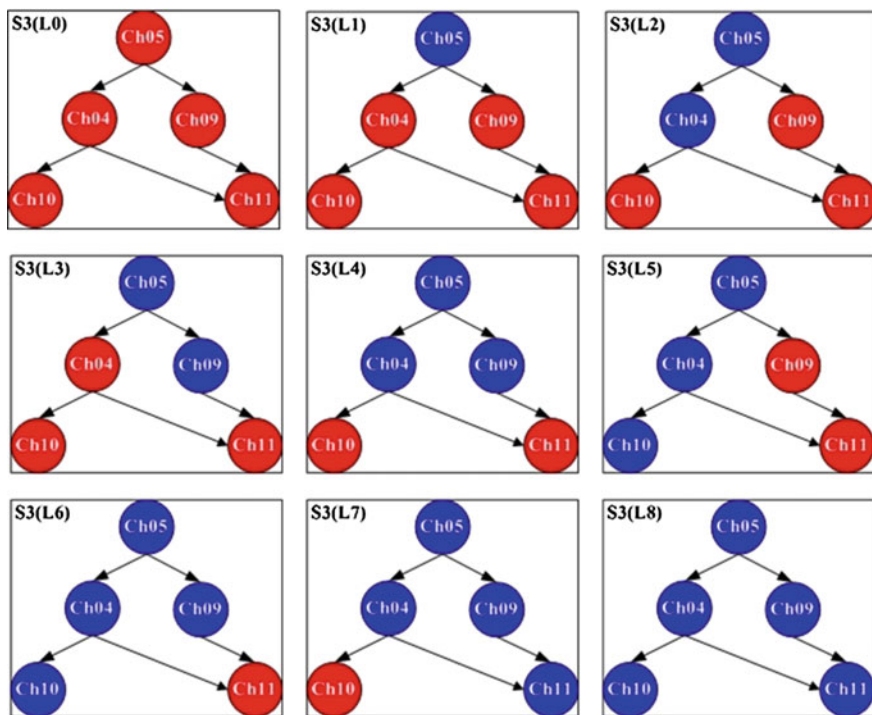 S3(L0)
Ch05
Ch04
Ch09
Ch10
Ch11
S3(L1)
Ch05
Ch04
Ch09
Ch10
Ch11
S3(L2)
Ch05
Ch04
Ch09
Ch10
Ch11
S3(L3)
Ch05
Ch04
Ch09
Ch10
Ch11
S3(L4)
Ch05
Ch04
Ch09
Ch10
Ch11
S3(L5)
Ch05
Ch04
Ch09
Ch10
Ch11
S3(L6)
Ch05
Ch04
Ch09
Ch10
Ch11
S3(L7)
Ch05
Ch04
Ch09
Ch10
Ch11
S3(L8)
Ch05
Ch04
Ch09
Ch10
Ch11